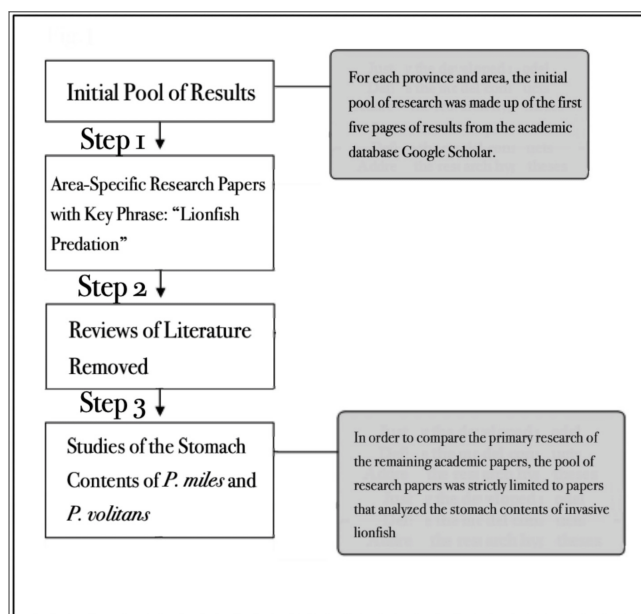 Initial Pool of Results
For each province and area, the initial
pool of research was made up of the first
five pages of results from the academic
database Google Scholar.
Step 1
Area-Specific Research Papers
with Key Phrase: “Lionfish
Predation”
Step 2
Reviews of Literature
Removed
Step 3
Studies of the Stomach
Contents of P. miles and
P. volitans
In order to compare the primary research of
the remaining academic papers, the pool of
research papers was strictly limited to papers
that analyzed the stomach contents of invasive
lionfish